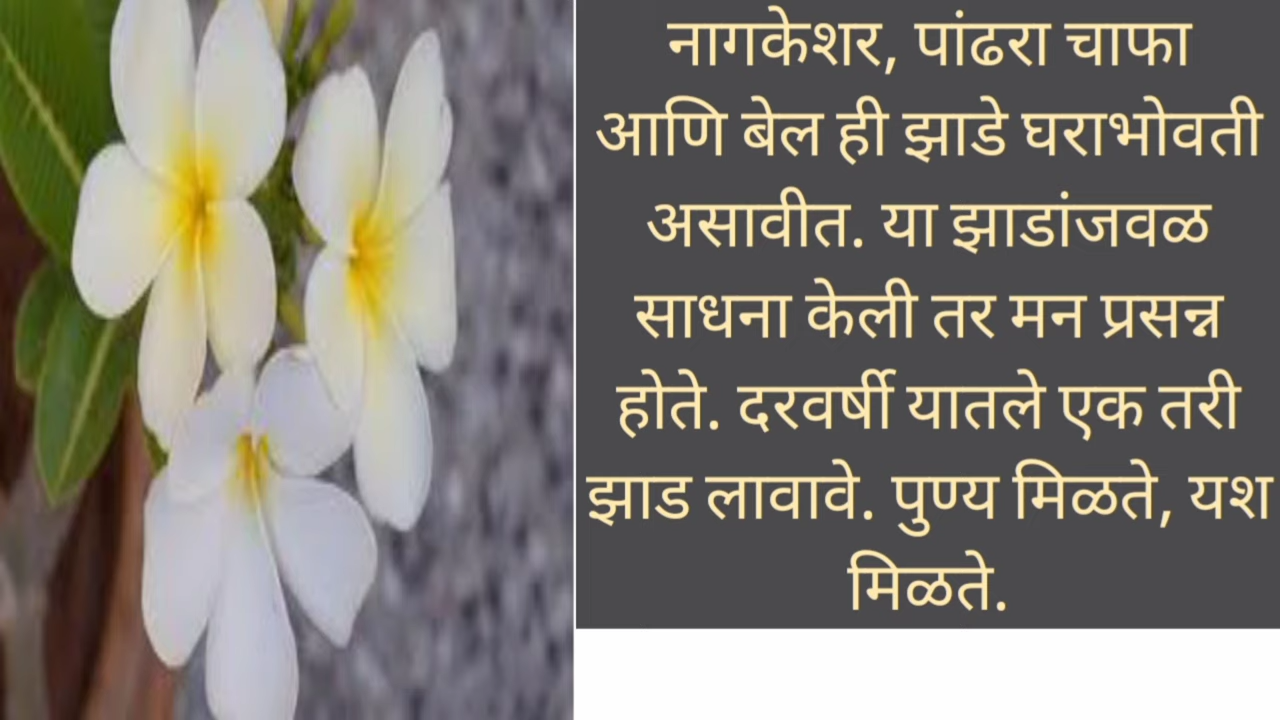 नागकेशर, पांढरा चाफा
आणि बेल ही झाडे घराभोवती
असावीत. या झाडांजवळ
साधना केली तर मन प्रसन्न
होते. दरवर्षी यातले एक तरी
झाड लावावे. पुण्य मिळते, यश
मिळते.